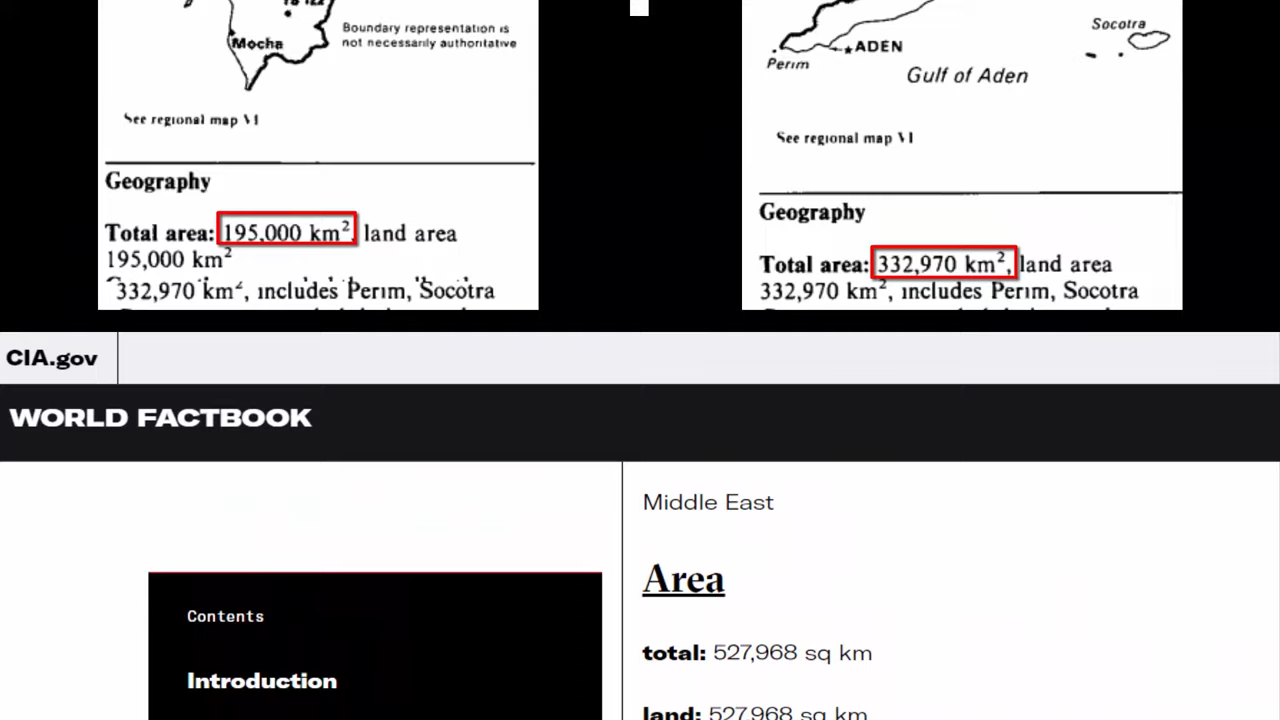 Mocha
Boundary representation is
not necessarily authoritative
See regional map VI
Geography
Total area: 195,000 km², land area
195,000 km²
332,970 km², includes Perim, Socotra
Socotra
ADEN
Perim
Gulf of Aden
See regional map VI
Geography
Total area: 332,970 km², land area
332,970 km², includes Perim, Socotra
CIA.gov
WORLD FACTBOOK
Contents
Introduction
Middle East
Area
total: 527,968 sq km
land: 527,968 sq km